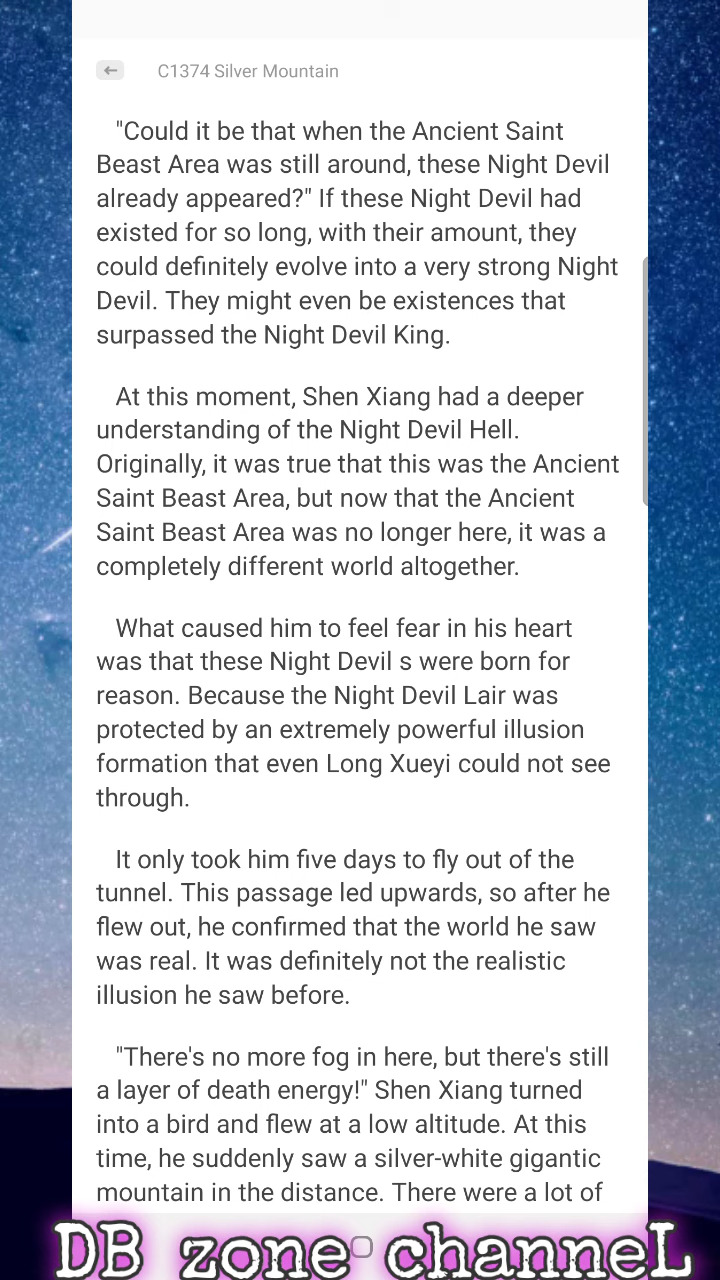 C1374 Silver Mountain
"Could it be that when the Ancient Saint
Beast Area was still around, these Night Devil
already appeared?" If these Night Devil had
existed for so long, with their amount, they
could definitely evolve into a very strong Night
Devil. They might even be existences that
surpassed the Night Devil King.
At this moment, Shen Xiang had a deeper
understanding of the Night Devil Hell.
Originally, it was true that this was the Ancient
Saint Beast Area, but now that the Ancient
Saint Beast Area was no longer here, it was a
completely different world altogether.
What caused him to feel fear in his heart
was that these Night Devil s were born for
reason. Because the Night Devil Lair was
protected by an extremely powerful illusion
formation that even Long Xueyi could not see
through.
It only took him five days to fly out of the
tunnel. This passage led upwards, so after he
flew out, he confirmed that the world he saw
was real. It was definitely not the realistic
illusion he saw before.
"There's no more fog in here, but there's still
a layer of death energy!" Shen Xiang turned
into a bird and flew at a low altitude. At this
time, he suddenly saw a silver-white gigantic
mountain in the distance. There were a lot of
DB zone channeL